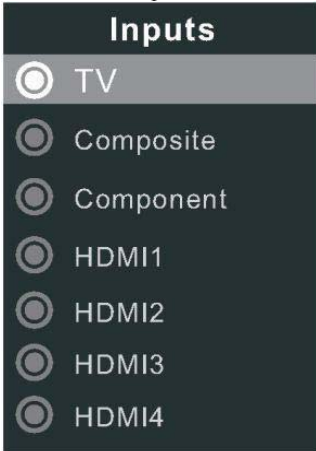 Inputs
TV
Composite
Component
HDMI1
HDMI2
HDMI3
HDMI4